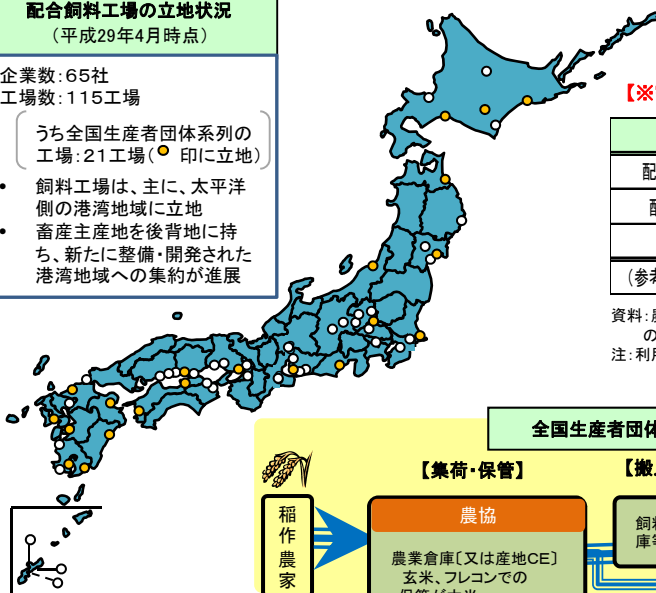 配合飼料工場の立地状況
(平成29年4月時点)
企業数:65社
工場数:115工場
うち全国生産者団体系列の
工場:21工場( 印に立地)
• 飼料工場は、主に、太平洋
側の港湾地域に立地
• 畜産主産地を後背地に持
ち、新たに整備・開発された
港湾地域への集約が進展
【※
配
(参考
資料:
の
注:利用
全国生産者団体
【集荷・保管】
【搬
稲作農家
農協
農業倉庫〔又は産地CE〕
玄米、フレコンでの
飼料
庫等